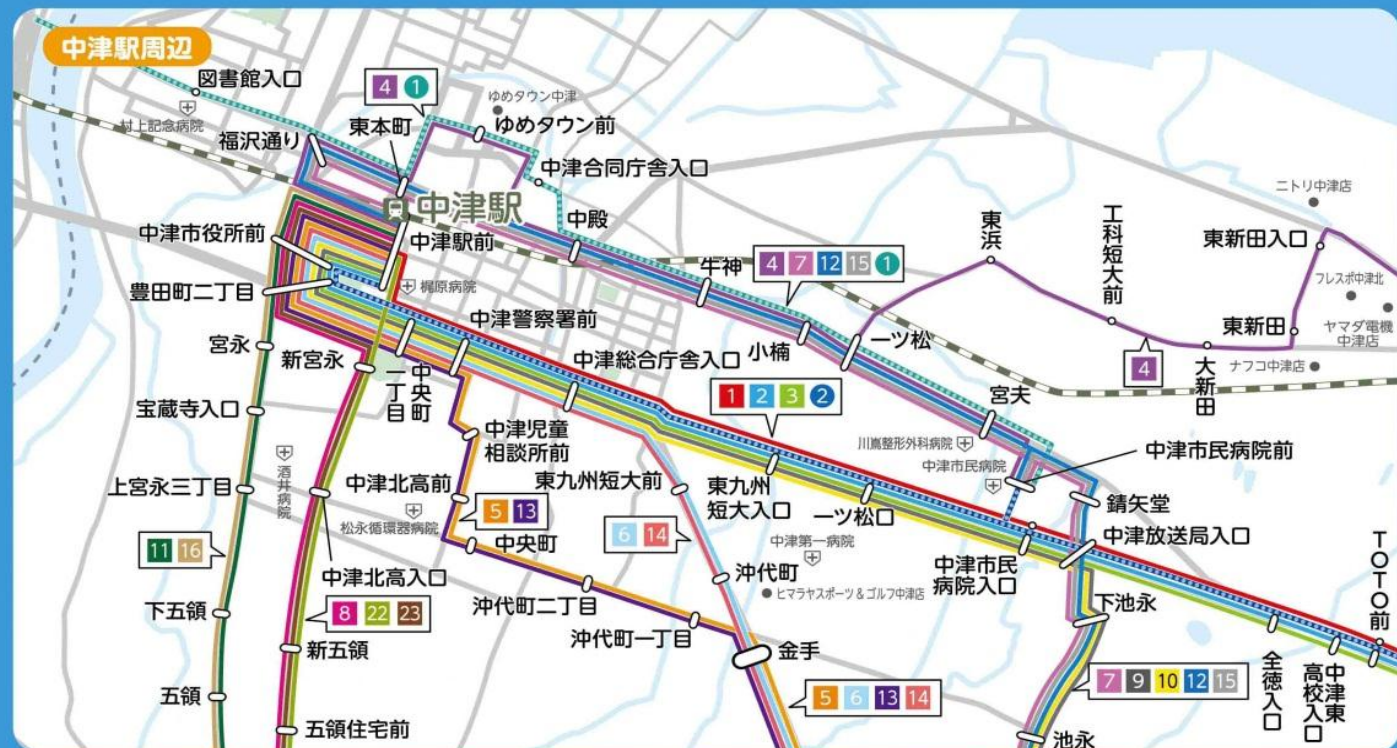 中津駅周辺
図書館入口
村上記念病院
福沢通り
4 1
東本町
ゆめタウン中津
ゆめタウン前
中津合同庁舎入口
中津駅
中殿
中津市役所前
中津駅前
豊田町二丁目
梶原病院
牛神
4 7 12 15 1
東浜
工科短大前
ニトリ中津店
東新田入口
フレスポ中津北
ヤマダ電機
中津店
東新田
ナフコ中津店
大新田
4
宮永
新宮永
中央町
一丁目
中津警察署前
中津総合庁舎入口
小楠
一ツ松
1 2 3 2
宮夫
宝蔵寺入口
中津児童
相談所前
川嶌整形外科病院
中津市民病院
中津市民病院前
酒井病院
上宮永三丁目
中津北高前
松永循環器病院
5 13
東九州短大前
東九州
短大入口
一ツ松口
錆矢堂
11 16
中央町
6 14
中津第一病院
中津放送局入口
中津市民
病院入口
TOTO前
中津北高入口
8 22 23
沖代町
ヒマラヤスポーツ&ゴルフ中津店
下五領
沖代町二丁目
沖代町一丁目
下池永
新五領
金手
五領
5 6 13 14
7 9 10 12 15
全徳入口
中津東
高校入口
五領住宅前
池永